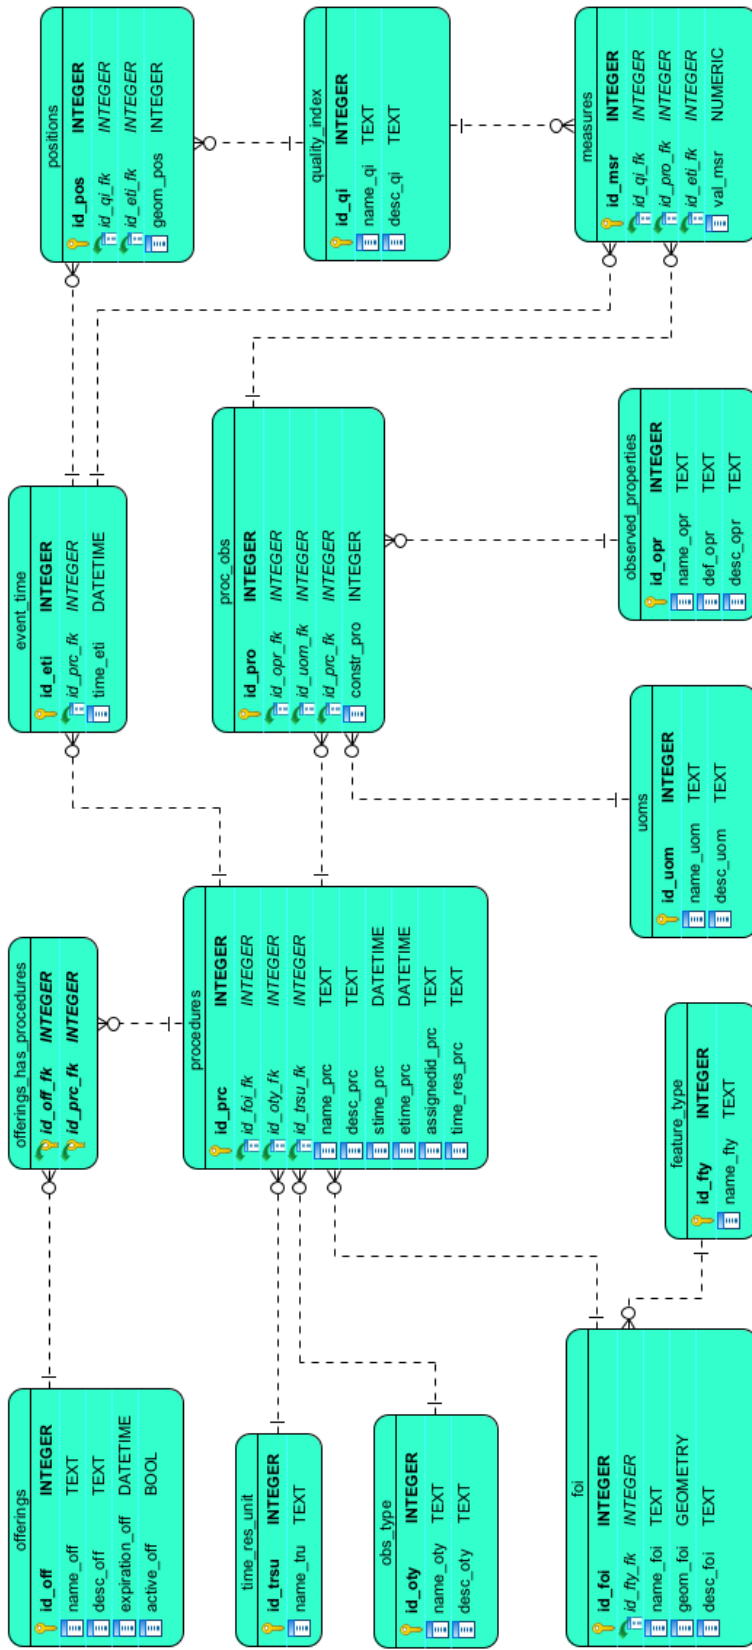 offerings
id_off INTEGER
name_off TEXT
desc_off TEXT
expiration_off DATETIME
active_off BOOL
offerings_has_procedures
id_off_fk INTEGER
id_prc_fk INTEGER
event_time
id_eti INTEGER
id_prc_fk INTEGER
time_eti DATETIME
positions
id_pos INTEGER
id_qi_fk INTEGER
id_eti_fk INTEGER
geom_pos INTEGER
time_res_unit
id_trsu INTEGER
name_tru TEXT
procedures
id_prc INTEGER
id_foi_fk INTEGER
id_oty_fk INTEGER
id_trsu_fk INTEGER
name_prc TEXT
desc_prc TEXT
stime_prc DATETIME
etime_prc DATETIME
assignedid_prc TEXT
time_res_prc TEXT
proc_obs
id_pro INTEGER
id_opr_fk INTEGER
id_uom_fk INTEGER
id_prc_fk INTEGER
constr_pro INTEGER
quality_index
id_qi INTEGER
name_qi TEXT
desc_qi TEXT
obs_type
id_oty INTEGER
name_oty TEXT
desc_oty TEXT
foi
id_foi INTEGER
id_fty_fk INTEGER
name_foi TEXT
geom_foi GEOMETRY
desc_foi TEXT
feature_type
id_fty INTEGER
name_fty TEXT
uoms
id_uom INTEGER
name_uom TEXT
desc_uom TEXT
observed_properties
id_opr INTEGER
name_opr TEXT
def_opr TEXT
desc_opr TEXT
measures
id_msr INTEGER
id_qi_fk INTEGER
id_pro_fk INTEGER
id_eti_fk INTEGER
val_msr NUMERIC